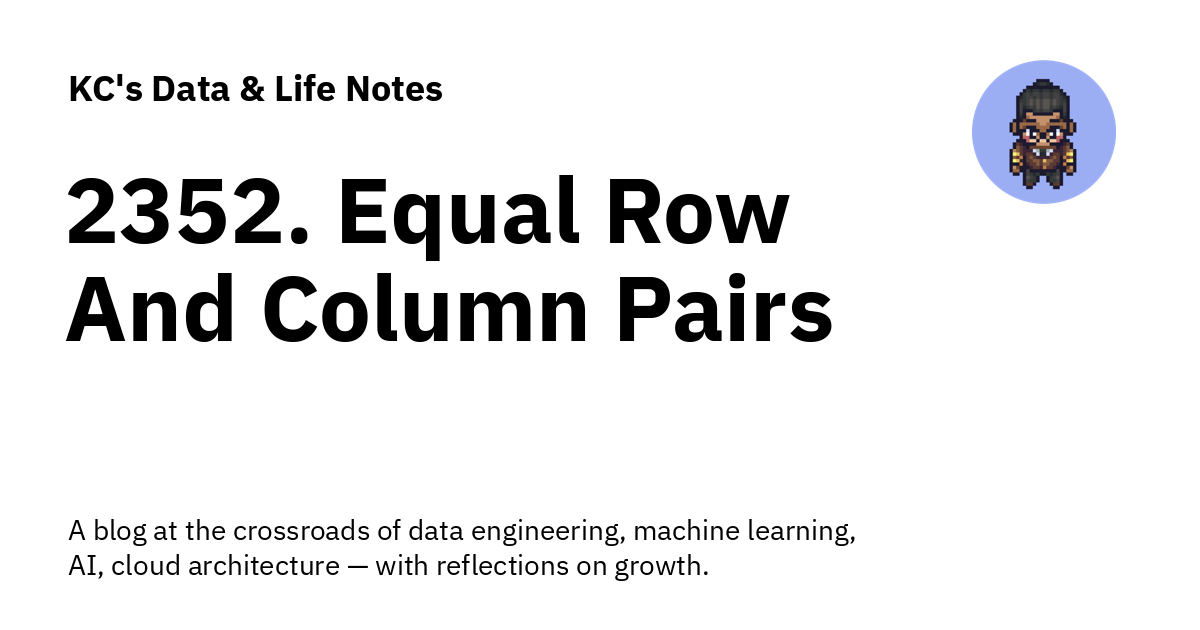 KC's Data & Life Notes
2352. Equal Row
And Column Pairs
A blog at the crossroads of data engineering, machine learning,
AI, cloud architecture — with reflections on growth.